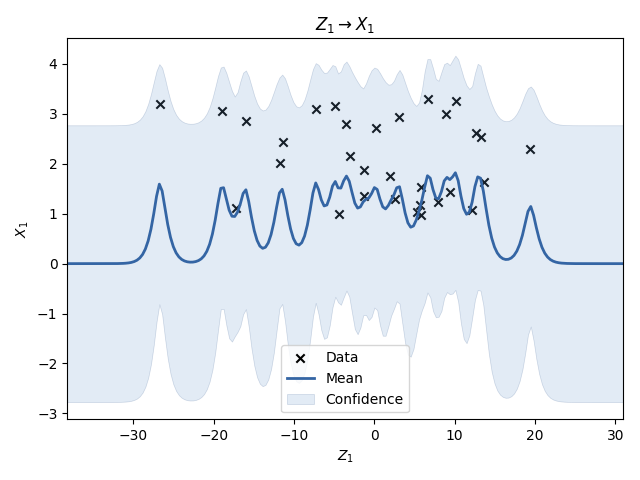 Z₁ → X₁
4
3
2
1
0
−1
−2
−3
X₁
Data
Mean
Confidence
−30
−20
−10
0
10
20
30
Z₁